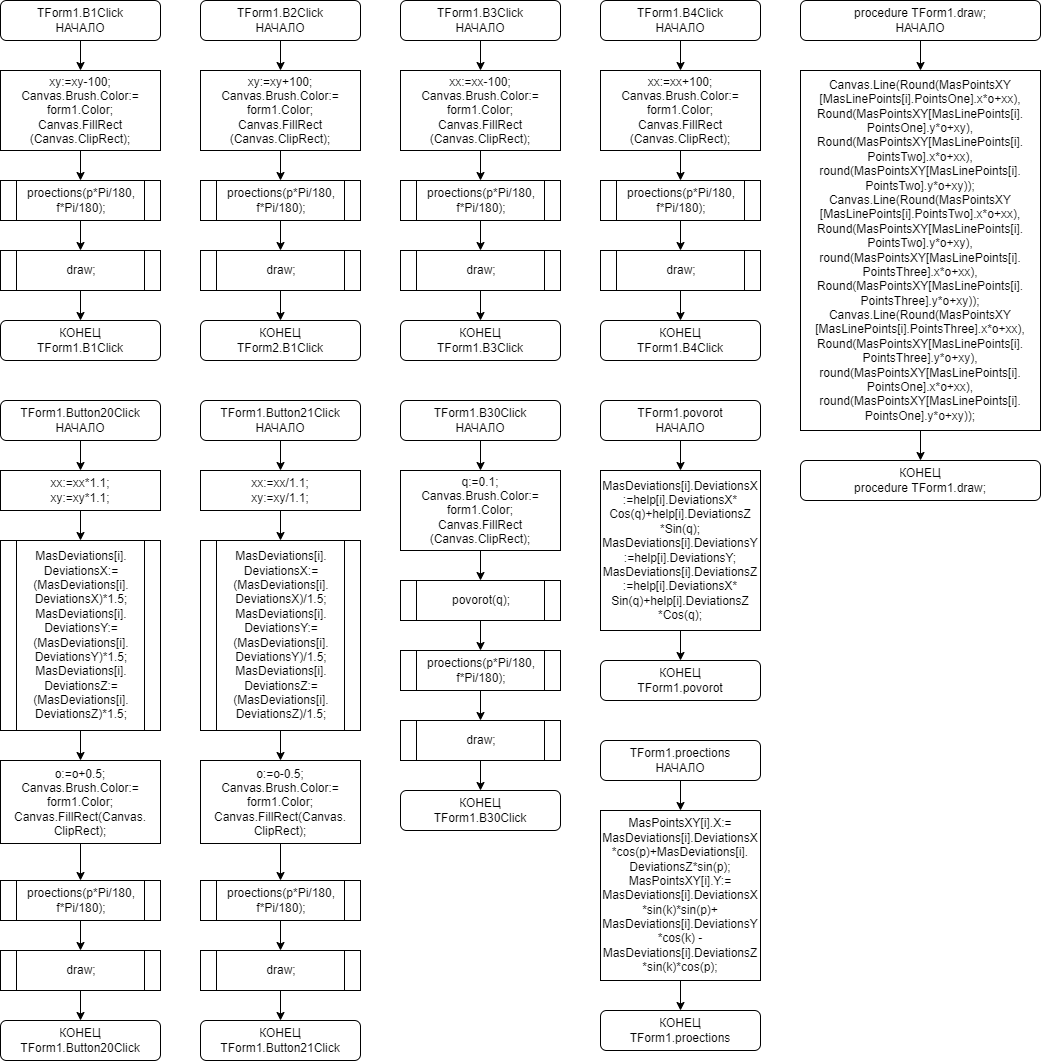 TForm1.B1Click
НАЧАЛО
xy:=xy-100;
Canvas.Brush.Color:=
form1.Color;
Canvas.FillRect
(Canvas.ClipRect);
proections(p*Pi/180,
f*Pi/180);
draw;
КОНЕЦ
TForm1.B1Click
TForm1.B2Click
НАЧАЛО
xy:=xy+100;
Canvas.Brush.Color:=
form1.Color;
Canvas.FillRect
(Canvas.ClipRect);
proections(p*Pi/180,
f*Pi/180);
draw;
КОНЕЦ
TForm2.B1Click
TForm1.B3Click
НАЧАЛО
xx:=xx-100;
Canvas.Brush.Color:=
form1.Color;
Canvas.FillRect
(Canvas.ClipRect);
proections(p*Pi/180,
f*Pi/180);
draw;
КОНЕЦ
TForm1.B3Click
TForm1.B4Click
НАЧАЛО
xx:=xx+100;
Canvas.Brush.Color:=
form1.Color;
Canvas.FillRect
(Canvas.ClipRect);
proections(p*Pi/180,
f*Pi/180);
draw;
КОНЕЦ
TForm1.B4Click
procedure TForm1.draw;
НАЧАЛО
Canvas.Line(Round(MasPointsXY
[MasLinePoints[i].PointsOne].x*o+xx),
Round(MasPointsXY[MasLinePoints[i].
PointsOne].y*o+xy),
Round(MasPointsXY[MasLinePoints[i].
PointsTwo].x*o+xx),
round(MasPointsXY[MasLinePoints[i].
PointsTwo].y*o+xy));
Canvas.Line(Round(MasPointsXY
[MasLinePoints[i].PointsTwo].x*o+xx),
Round(MasPointsXY[MasLinePoints[i].
PointsTwo].y*o+xy),
round(MasPointsXY[MasLinePoints[i].
PointsThree].x*o+xx),
Round(MasPointsXY[MasLinePoints[i].
PointsThree].y*o+xy));
Canvas.Line(Round(MasPointsXY
[MasLinePoints[i].PointsThree].x*o+xx),
Round(MasPointsXY[MasLinePoints[i].
PointsThree].y*o+xy),
round(MasPointsXY[MasLinePoints[i].
PointsOne].x*o+xx),
round(MasPointsXY[MasLinePoints[i].
PointsOne].y*o+xy));
КОНЕЦ
procedure TForm1.draw;
TForm1.Button20Click
НАЧАЛО
xx:=xx*1.1;
xy:=xy*1.1;
MasDeviations[i].
DeviationsX:=
(MasDeviations[i].
DeviationsX)*1.5;
MasDeviations[i].
DeviationsY:=
(MasDeviations[i].
DeviationsY)*1.5;
MasDeviations[i].
DeviationsZ:=
(MasDeviations[i].
DeviationsZ)*1.5;
o:=o+0.5;
Canvas.Brush.Color:=
form1.Color;
Canvas.FillRect(Canvas.
ClipRect);
proections(p*Pi/180,
f*Pi/180);
draw;
КОНЕЦ
TForm1.Button20Click
TForm1.Button21Click
НАЧАЛО
xx:=xx/1.1;
xy:=xy/1.1;
MasDeviations[i].
DeviationsX:=
(MasDeviations[i].
DeviationsX)/1.5;
MasDeviations[i].
DeviationsY:=
(MasDeviations[i].
DeviationsY)/1.5;
MasDeviations[i].
DeviationsZ:=
(MasDeviations[i].
DeviationsZ)/1.5;
o:=o-0.5;
Canvas.Brush.Color:=
form1.Color;
Canvas.FillRect(Canvas.
ClipRect);
proections(p*Pi/180,
f*Pi/180);
draw;
КОНЕЦ
TForm1.Button21Click
TForm1.B30Click
НАЧАЛО
q:=0.1;
Canvas.Brush.Color:=
form1.Color;
Canvas.FillRect
(Canvas.ClipRect);
povorot(q);
proections(p*Pi/180,
f*Pi/180);
draw;
КОНЕЦ
TForm1.B30Click
TForm1.povorot
НАЧАЛО
MasDeviations[i].DeviationsX
:=help[i].DeviationsX*
Cos(q)+help[i].DeviationsZ
*Sin(q);
MasDeviations[i].DeviationsY
:=help[i].DeviationsY;
MasDeviations[i].DeviationsZ
:=help[i].DeviationsX*
Sin(q)+help[i].DeviationsZ
*Cos(q);
КОНЕЦ
TForm1.povorot
TForm1.proections
НАЧАЛО
MasPointsXY[i].X:=
MasDeviations[i].DeviationsX
*cos(p)+MasDeviations[i].
DeviationsZ*sin(p);
MasPointsXY[i].Y:=
MasDeviations[i].DeviationsX
*sin(k)*sin(p)+
MasDeviations[i].DeviationsY
*cos(k) -
MasDeviations[i].DeviationsZ
*sin(k)*cos(p);
КОНЕЦ
TForm1.proections